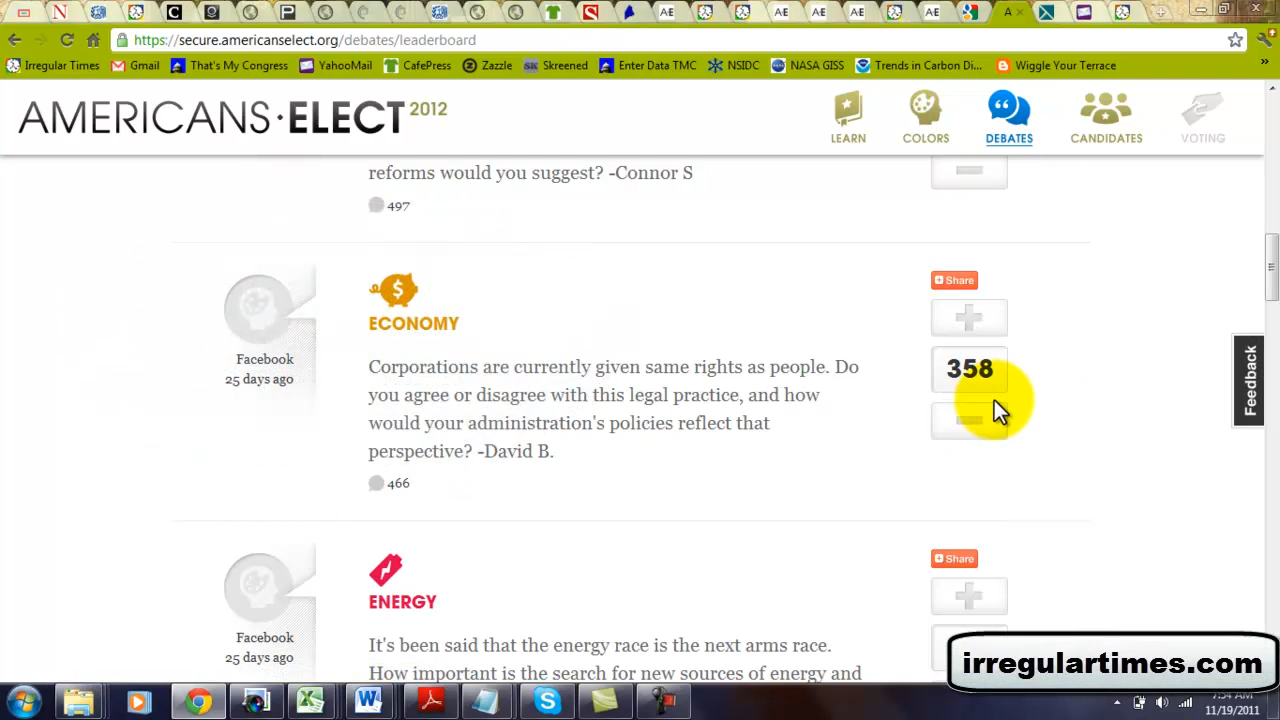 https://secure.americanselect.org/debates/leaderboard
Irregular Times
Gmail
That's My Congress
YahooMail
CafePress
Zazzle
Skreened
Enter Data TMC
NSIDC
NASA GISS
Trends in Carbon Di...
Wiggle Your Terrace
AMERICANS·ELECT 2012
LEARN
COLORS
DEBATES
CANDIDATES
VOTING
reforms would you suggest? -Connor S
497
Facebook
25 days ago
ECONOMY
Corporations are currently given same rights as people. Do
you agree or disagree with this legal practice, and how
would your administration's policies reflect that
perspective? -David B.
466
Share
358
Feedback
Facebook
25 days ago
ENERGY
It's been said that the energy race is the next arms race.
How important is the search for new sources of energy and
Share
irregulartimes.com
11/19/2011